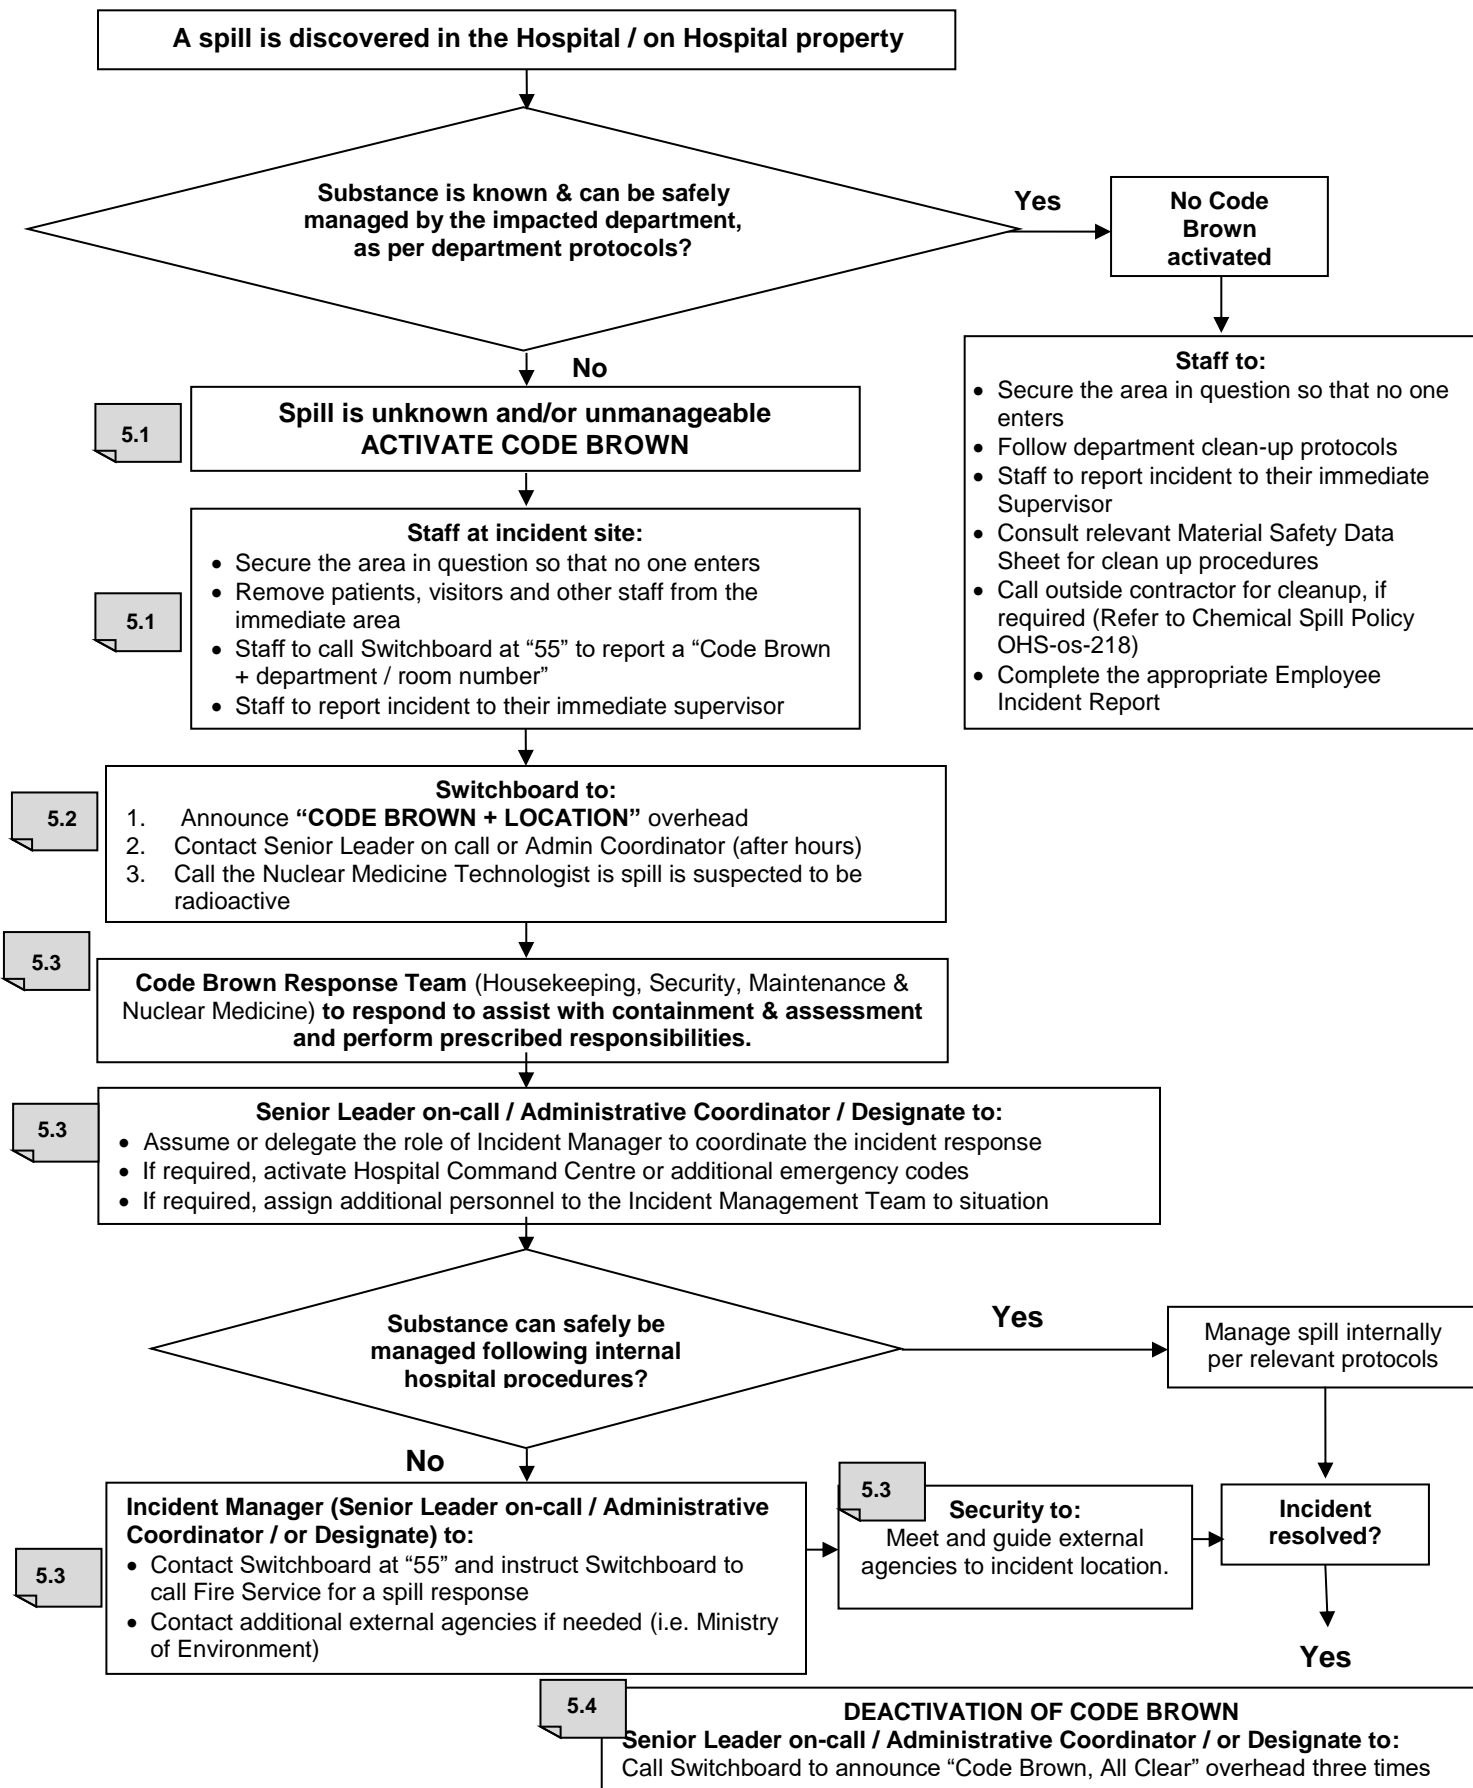 A spill is discovered in the Hospital / on Hospital property
Substance is known & can be safely
managed by the impacted department,
as per department protocols?
Yes
No Code
Brown
activated
No
Staff to:
• Secure the area in question so that no one
enters
• Follow department clean-up protocols
• Staff to report incident to their immediate
Supervisor
• Consult relevant Material Safety Data
Sheet for clean up procedures
• Call outside contractor for cleanup, if
required (Refer to Chemical Spill Policy
OHS-os-218)
• Complete the appropriate Employee
Incident Report
5.1
Spill is unknown and/or unmanageable
ACTIVATE CODE BROWN
5.1
Staff at incident site:
• Secure the area in question so that no one enters
• Remove patients, visitors and other staff from the
immediate area
• Staff to call Switchboard at “55” to report a “Code Brown
+ department / room number”
• Staff to report incident to their immediate supervisor
5.2
Switchboard to:
1. Announce “CODE BROWN + LOCATION” overhead
2. Contact Senior Leader on call or Admin Coordinator (after hours)
3. Call the Nuclear Medicine Technologist is spill is suspected to be
radioactive
5.3
Code Brown Response Team (Housekeeping, Security, Maintenance &
Nuclear Medicine) to respond to assist with containment & assessment
and perform prescribed responsibilities.
5.3
Senior Leader on-call / Administrative Coordinator / Designate to:
• Assume or delegate the role of Incident Manager to coordinate the incident response
• If required, activate Hospital Command Centre or additional emergency codes
• If required, assign additional personnel to the Incident Management Team to situation
Substance can safely be
managed following internal
hospital procedures?
Yes
Manage spill internally
per relevant protocols
No
5.3
Incident Manager (Senior Leader on-call / Administrative
Coordinator / or Designate) to:
• Contact Switchboard at “55” and instruct Switchboard to
call Fire Service for a spill response
• Contact additional external agencies if needed (i.e. Ministry
of Environment)
5.3
Security to:
Meet and guide external
agencies to incident location.
Incident
resolved?
Yes
5.4
DEACTIVATION OF CODE BROWN
Senior Leader on-call / Administrative Coordinator / or Designate to:
Call Switchboard to announce “Code Brown, All Clear” overhead three times